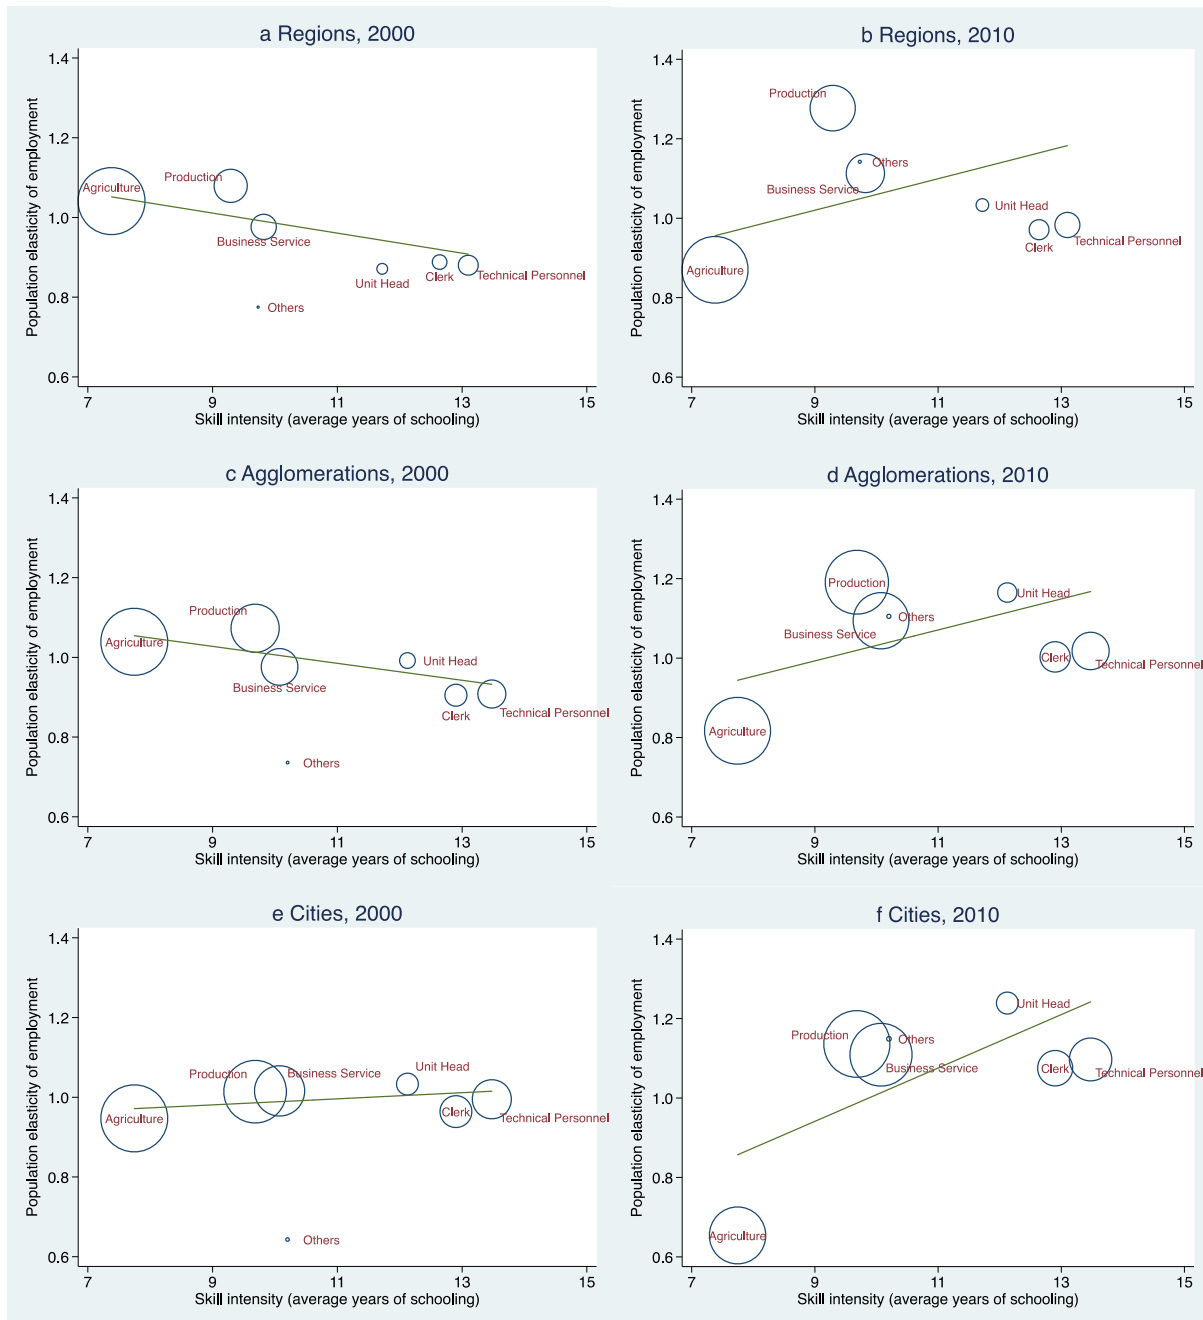 a Regions, 2000
Population elasticity of employment
1.4
1.2
1.0
0.8
0.6
Agriculture
Production
Business Service
Unit Head
Clerk
Technical Personnel
Others
7 9 11 13 15
Skill intensity (average years of schooling)
b Regions, 2010
Population elasticity of employment
1.4
1.2
1.0
0.8
0.6
Production
Others
Business Service
Unit Head
Clerk
Technical Personnel
Agriculture
7 9 11 13 15
Skill intensity (average years of schooling)
c Agglomerations, 2000
Population elasticity of employment
1.4
1.2
1.0
0.8
0.6
Production
Agriculture
Unit Head
Business Service
Clerk
Technical Personnel
Others
7 9 11 13 15
Skill intensity (average years of schooling)
d Agglomerations, 2010
Population elasticity of employment
1.4
1.2
1.0
0.8
0.6
Production
Unit Head
Others
Business Service
Clerk
Technical Personnel
Agriculture
7 9 11 13 15
Skill intensity (average years of schooling)
e Cities, 2000
Population elasticity of employment
1.4
1.2
1.0
0.8
0.6
Production
Business Service
Unit Head
Agriculture
Clerk
Technical Personnel
Others
7 9 11 13 15
Skill intensity (average years of schooling)
f Cities, 2010
Population elasticity of employment
1.4
1.2
1.0
0.8
0.6
Unit Head
Production
Others
Business Service
Clerk
Technical Personnel
Agriculture
7 9 11 13 15
Skill intensity (average years of schooling)